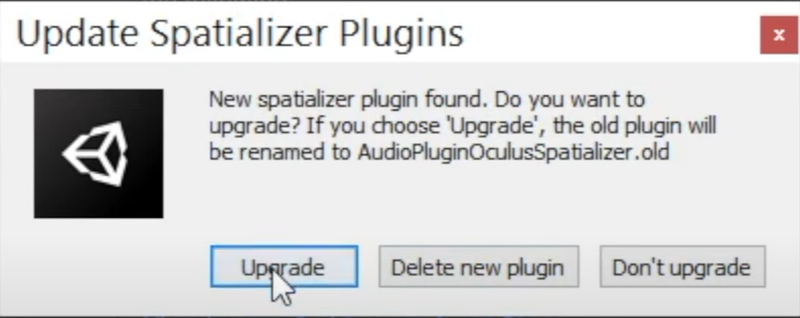 Update Spatializer Plugins
x
New spatializer plugin found. Do you want to
upgrade? If you choose 'Upgrade', the old plugin will
be renamed to AudioPluginOculusSpatializer.old
Upgrade
Delete new plugin
Don't upgrade